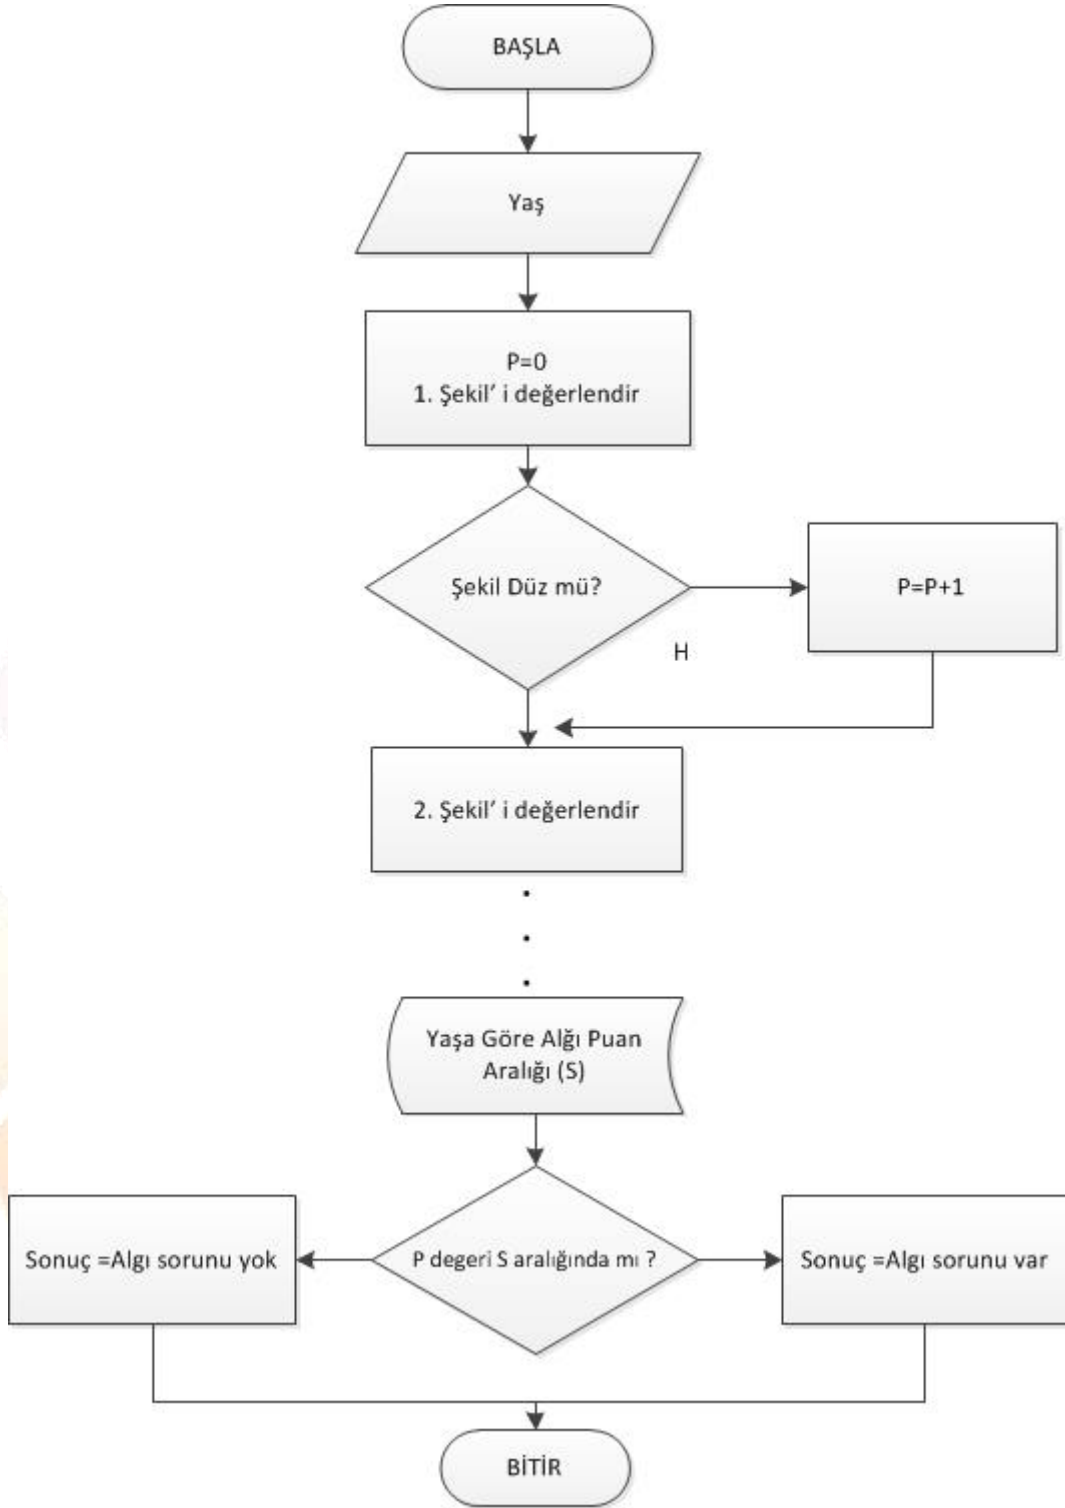 BAŞLA
Yaş
P=0
1. Şekil’ i değerlendir
Şekil Düz mü?
P=P+1
H
2. Şekil’ i değerlendir
Yaşa Göre Alğı Puan
Aralığı (S)
P degeri S aralığında mı ?
Sonuç =Algı sorunu yok
Sonuç =Algı sorunu var
BİTİR